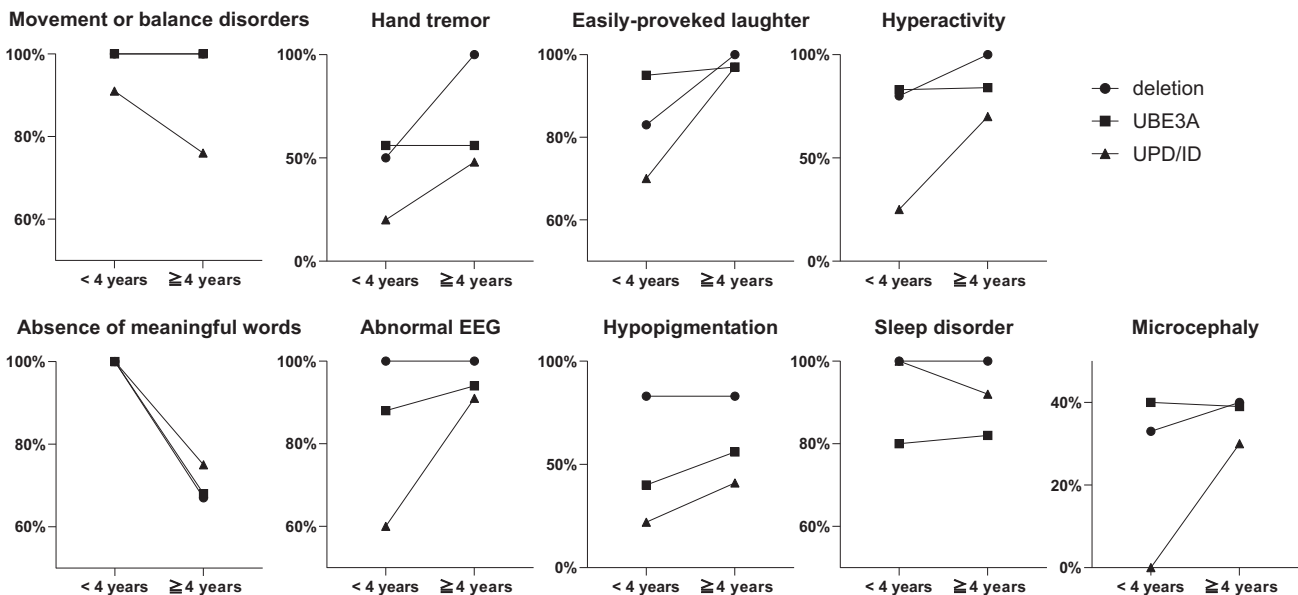 Movement or balance disorders
100%
80%
60%
< 4 years ≧ 4 years
Hand tremor
100%
50%
0%
< 4 years ≧ 4 years
Easily-proveked laughter
100%
80%
60%
< 4 years ≧ 4 years
Hyperactivity
100%
50%
0%
< 4 years ≧ 4 years
deletion
UBE3A
UPD/ID
Absence of meaningful words
100%
80%
60%
< 4 years ≧ 4 years
Abnormal EEG
100%
80%
60%
< 4 years ≧ 4 years
Hypopigmentation
100%
50%
0%
< 4 years ≧ 4 years
Sleep disorder
100%
80%
60%
< 4 years ≧ 4 years
Microcephaly
40%
20%
0%
< 4 years ≧ 4 years